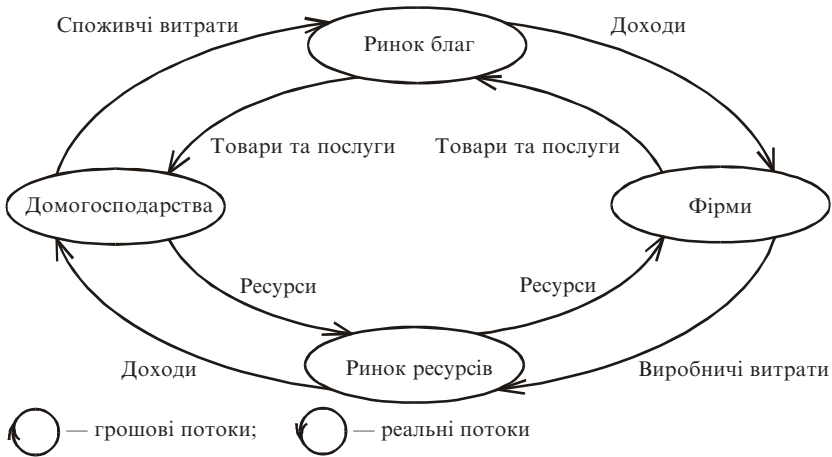 Споживчі витрати
Ринок благ
Доходи
Товари та послуги
Товари та послуги
Домогосподарства
Фірми
Ресурси
Ресурси
Доходи
Ринок ресурсів
Виробничі витрати
— грошові потоки;
— реальні потоки